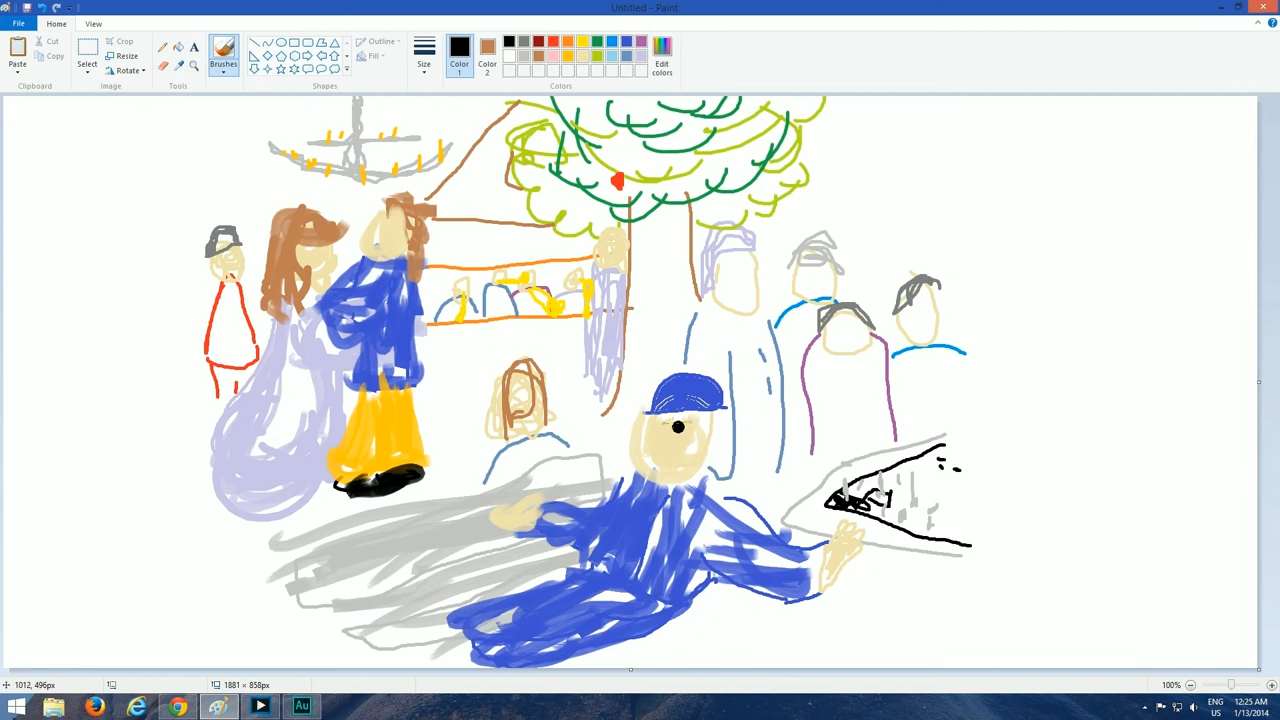 Untitled - Paint
File Home View
Paste
Cut
Copy
Clipboard
Select
Crop
Resize
Rotate
Image
A
Tools
Brushes
Outline
Fill
Shapes
Size
Color 1
Color 2
Edit colors
Colors
1012, 496px
1881 × 858px
100%
Au
ENG
US
12:25 AM
1/13/2014